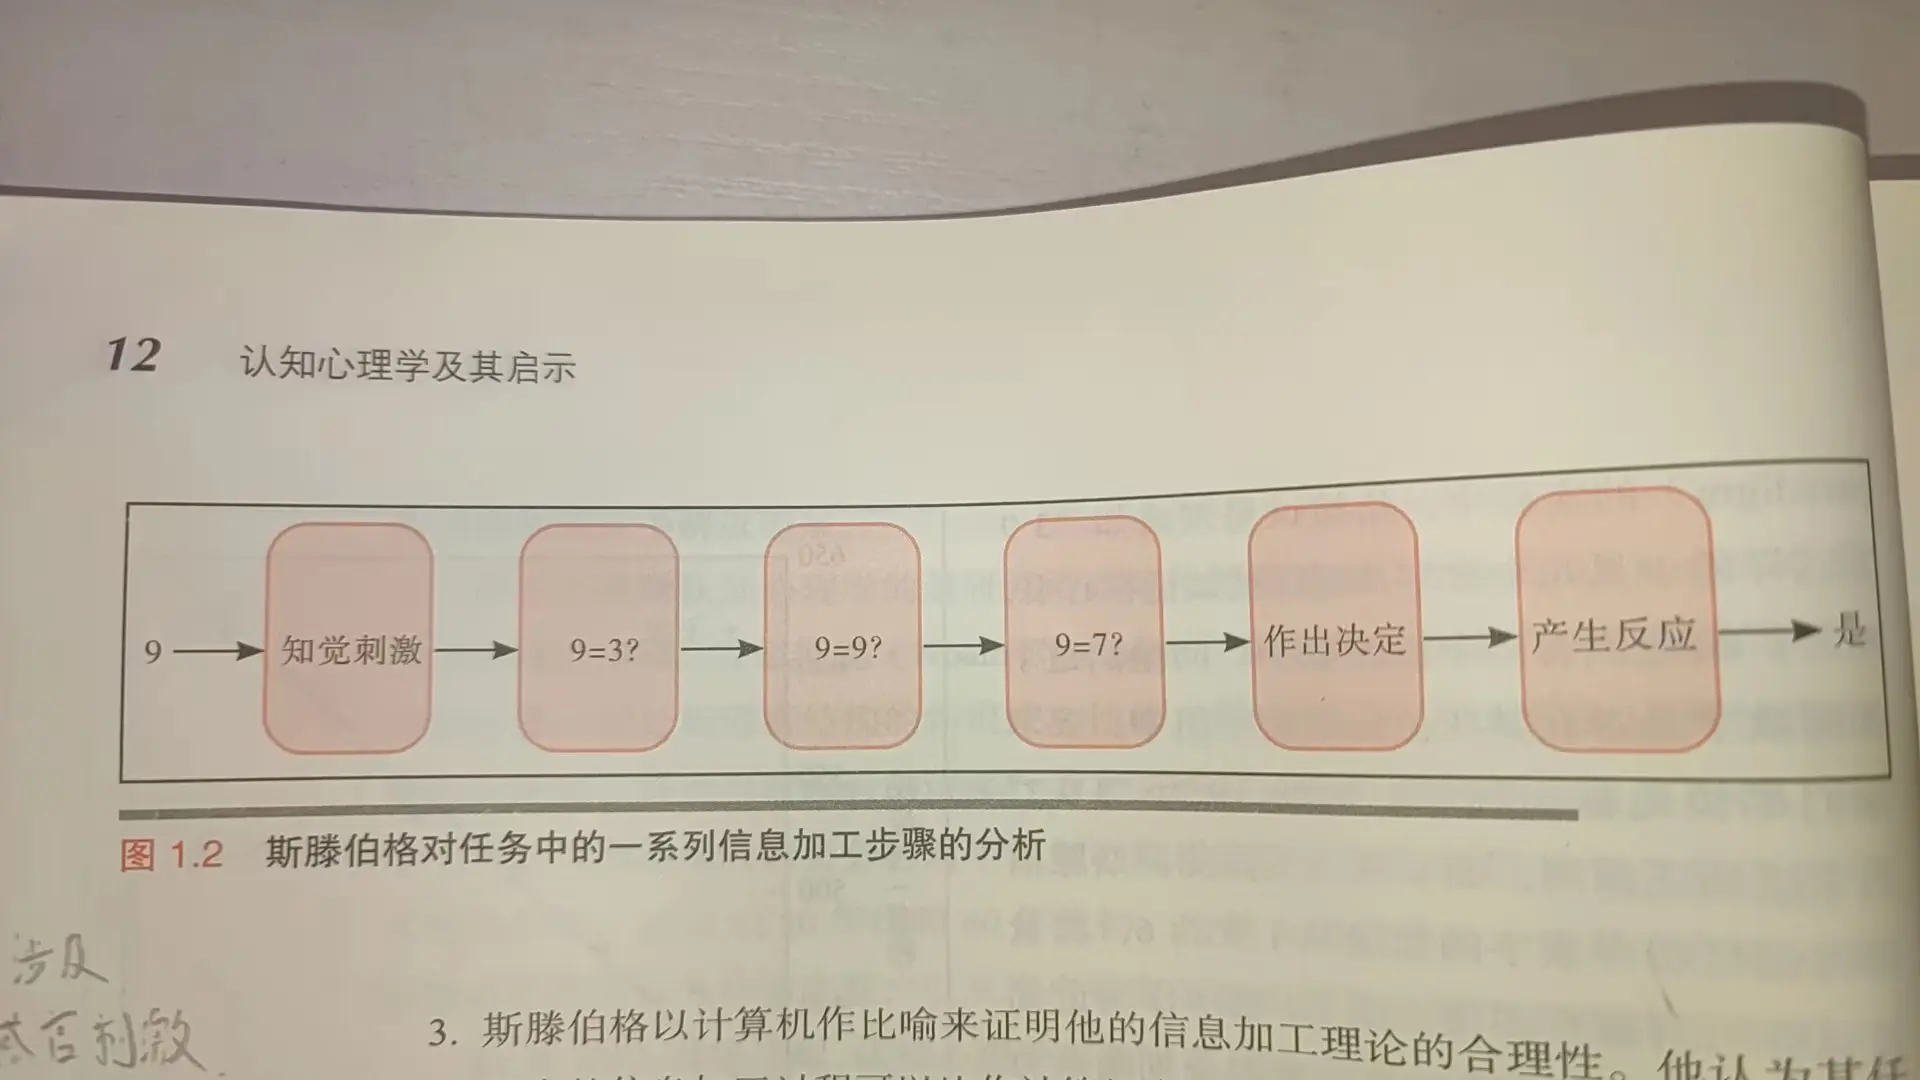 12 认知心理学及其启示
9 知觉刺激 9=3? 9=9? 9=7? 作出决定 产生反应 是
图 1.2 斯滕伯格对任务中的一系列信息加工步骤的分析
涉及
刺激
3. 斯滕伯格以计算机作比喻来证明他的信息加工理论的合理性。他认为其任